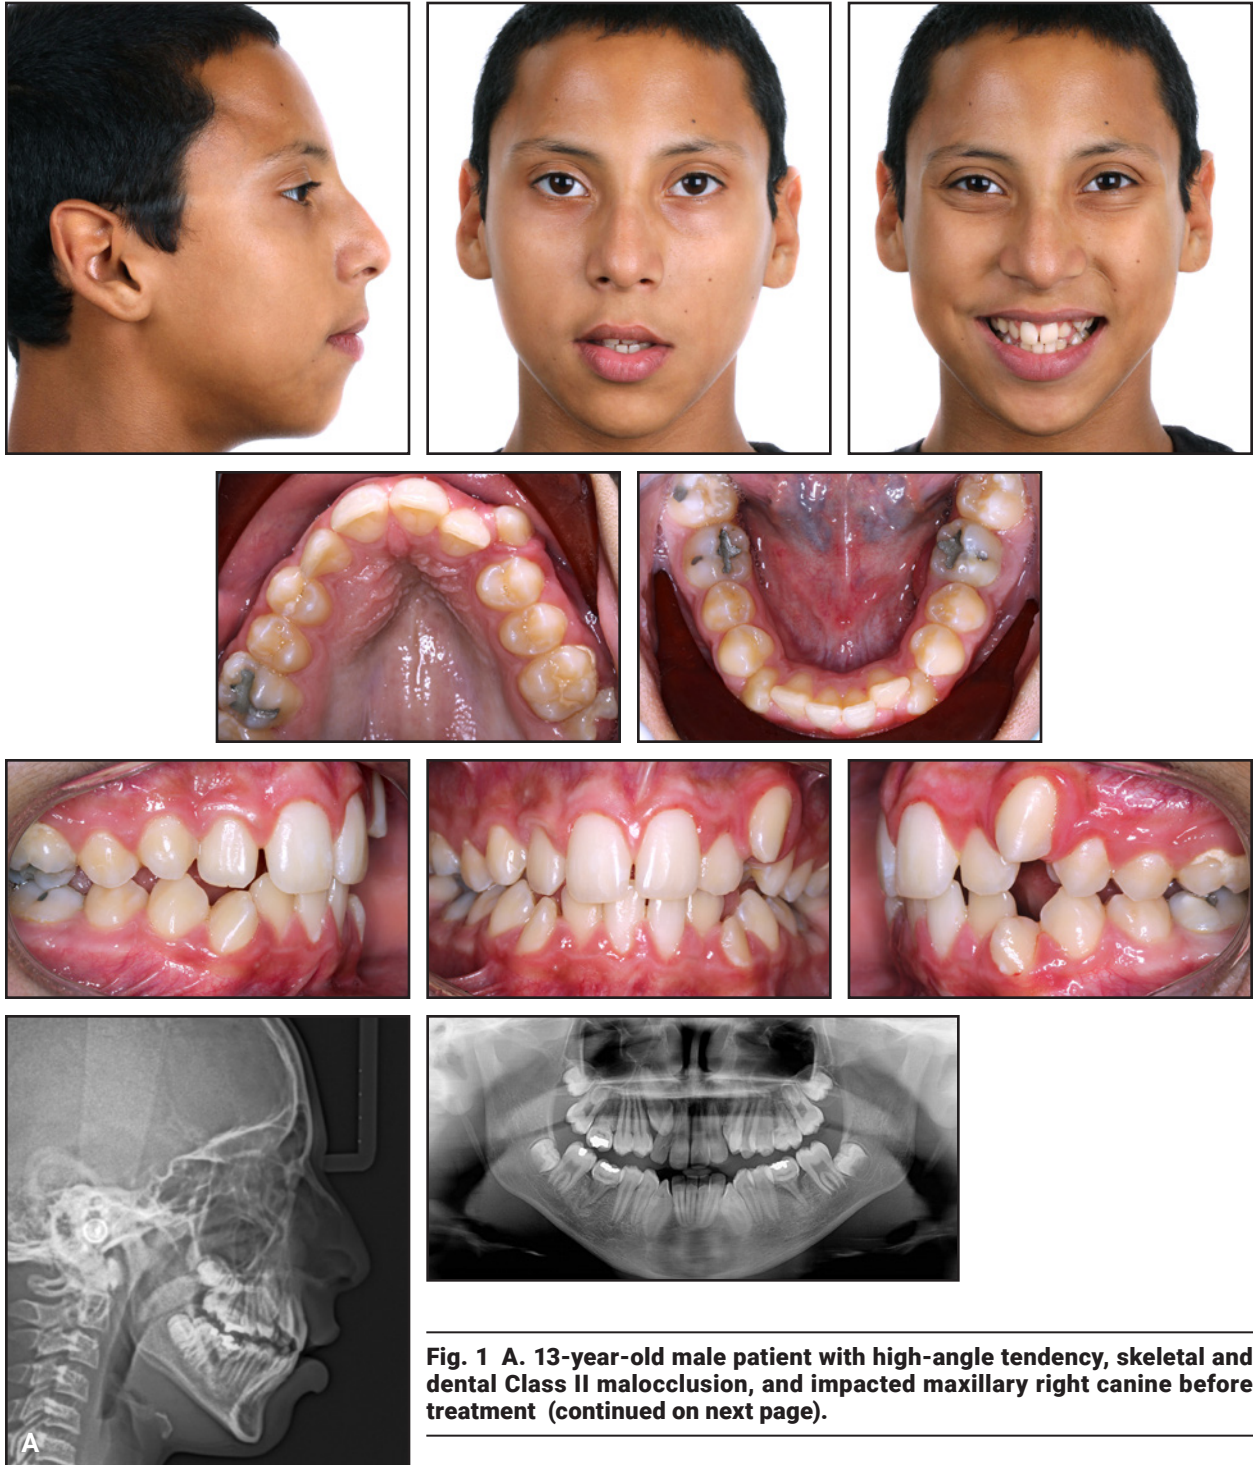 A
Fig. 1 A. 13-year-old male patient with high-angle tendency, skeletal and
dental Class II malocclusion, and impacted maxillary right canine before
treatment (continued on next page).